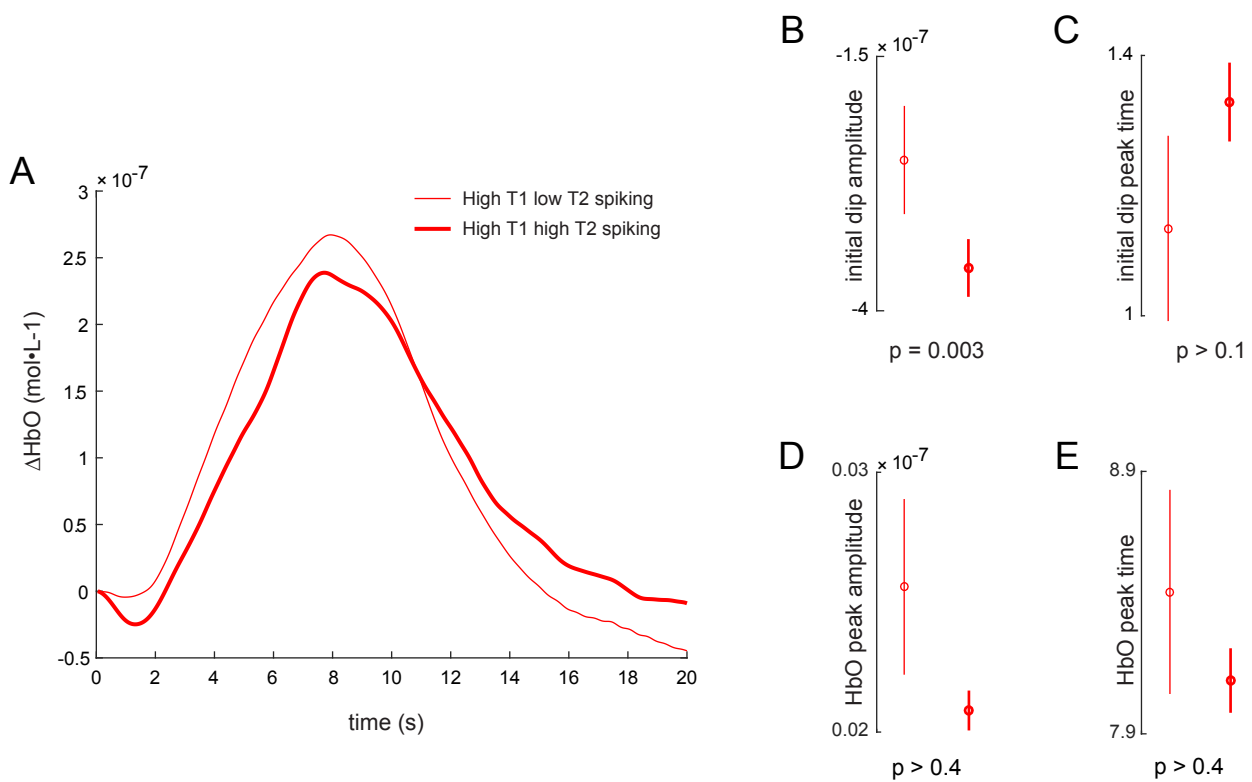 A
× 10-7
3
2.5
2
1.5
1
0.5
0
-0.5
0 2 4 6 8 10 12 14 16 18 20
ΔHbO (mol•L-1)
time (s)
High T1 low T2 spiking
High T1 high T2 spiking
B
× 10-7
-1.5
-4
initial dip amplitude
p = 0.003
C
1.4
1
initial dip peak time
p > 0.1
D
× 10-7
0.03
0.02
HbO peak amplitude
p > 0.4
E
8.9
7.9
HbO peak time
p > 0.4